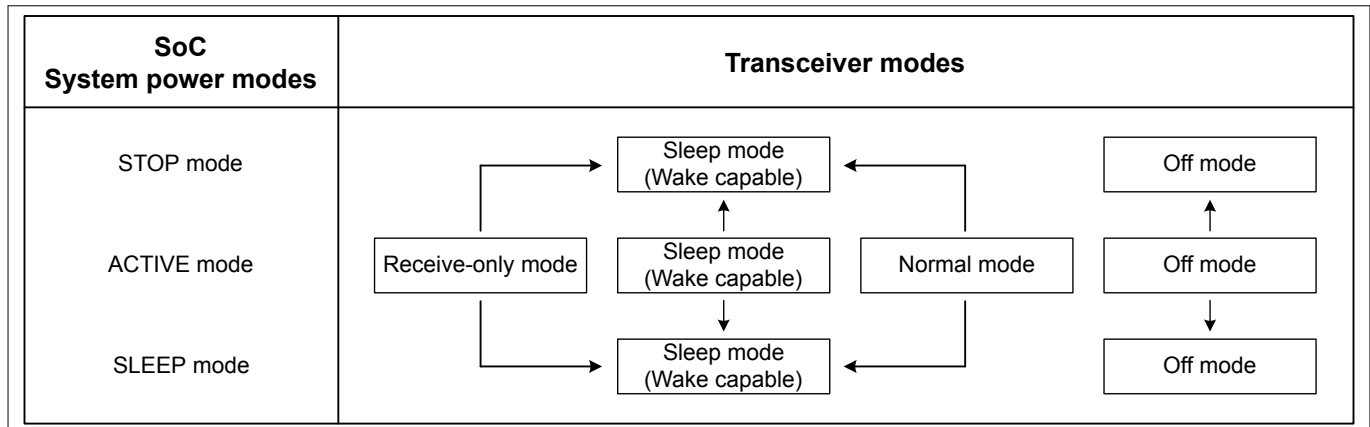 SoC
System power modes
Transceiver modes
STOP mode
Sleep mode
(Wake capable)
Off mode
ACTIVE mode
Receive-only mode
Sleep mode
(Wake capable)
Normal mode
Off mode
SLEEP mode
Sleep mode
(Wake capable)
Off mode